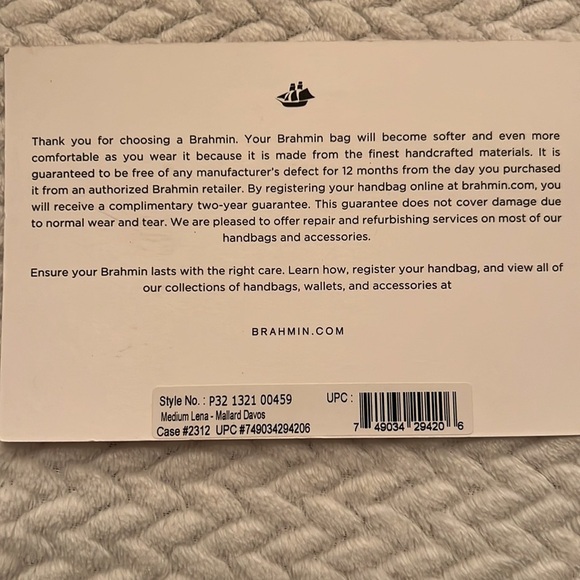 Thank you for choosing a Brahmin. Your Brahmin bag will become softer and even more
comfortable as you wear it because it is made from the finest handcrafted materials. It is
guaranteed to be free of any manufacturer's defect for 12 months from the day you purchased
it from an authorized Brahmin retailer. By registering your handbag online at brahmin.com, you
will receive a complimentary two-year guarantee. This guarantee does not cover damage due
to normal wear and tear. We are pleased to offer repair and refurbishing services on most of our
handbags and accessories.
Ensure your Brahmin lasts with the right care. Learn how, register your handbag, and view all of
our collections of handbags, wallets, and accessories at
BRAHMIN.COM
Style No. : P32 1321 00459 UPC :
Medium Lena - Mallard Davos
Case #2312 UPC #749034294206
7 49034 29420 6